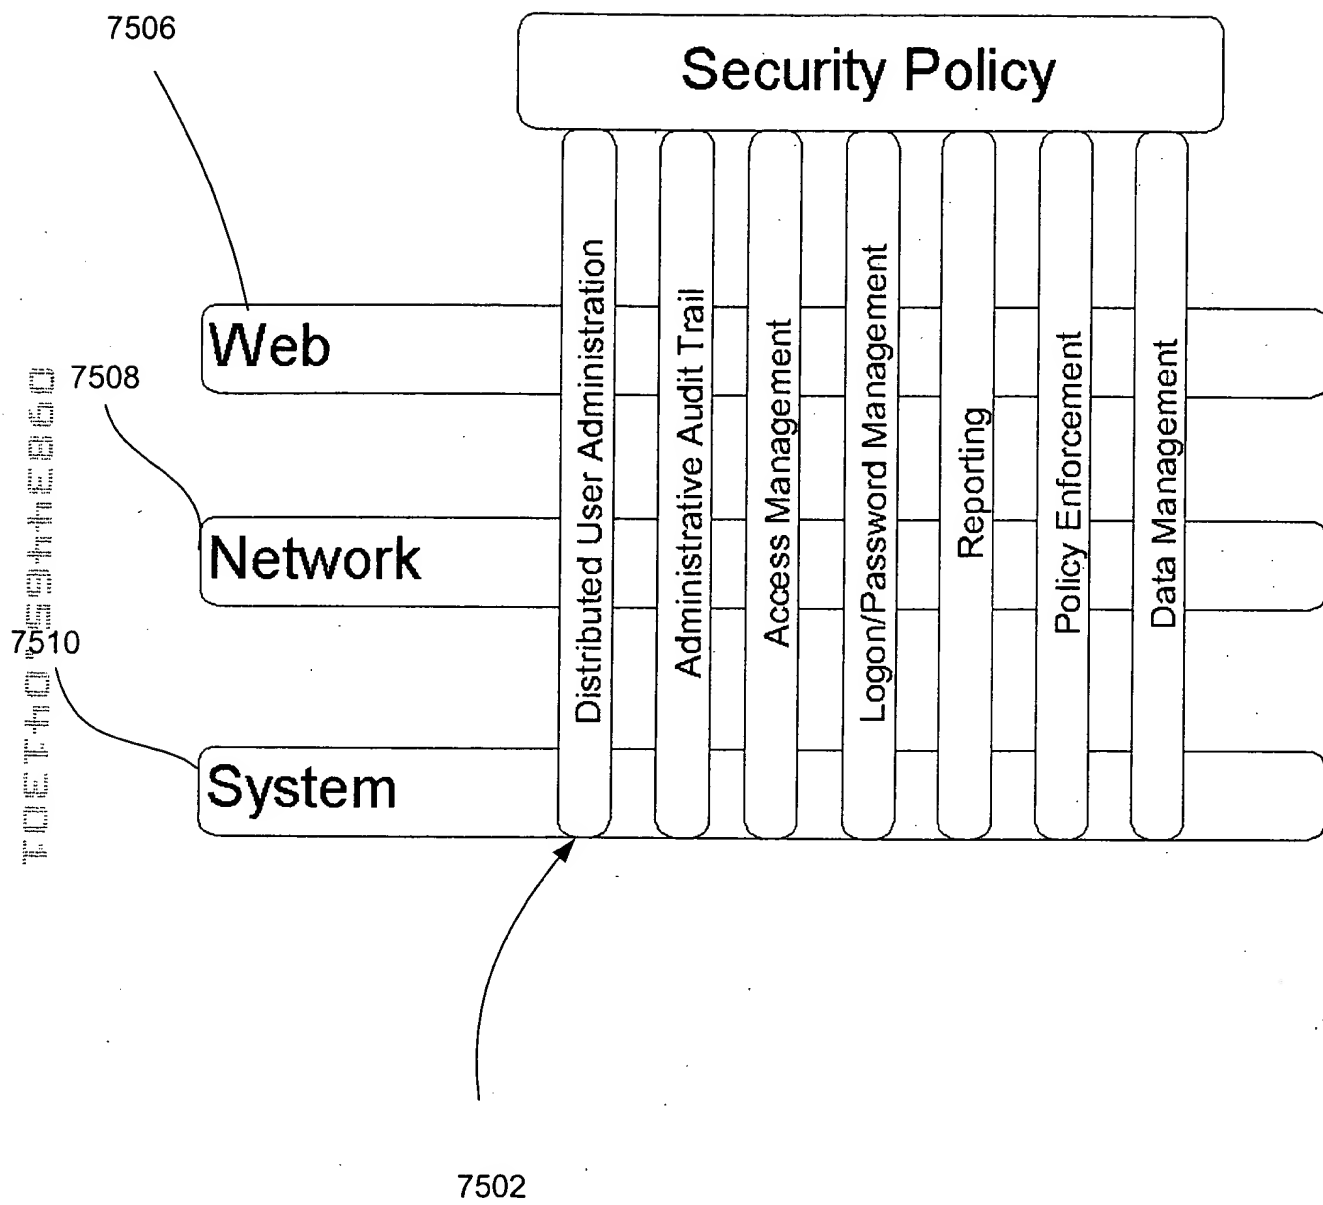 7506
Security Policy
Web
7508
Network
7510
System
Distributed User Administration
Administrative Audit Trail
Access Management
Logon/Password Management
Reporting
Policy Enforcement
Data Management
7502